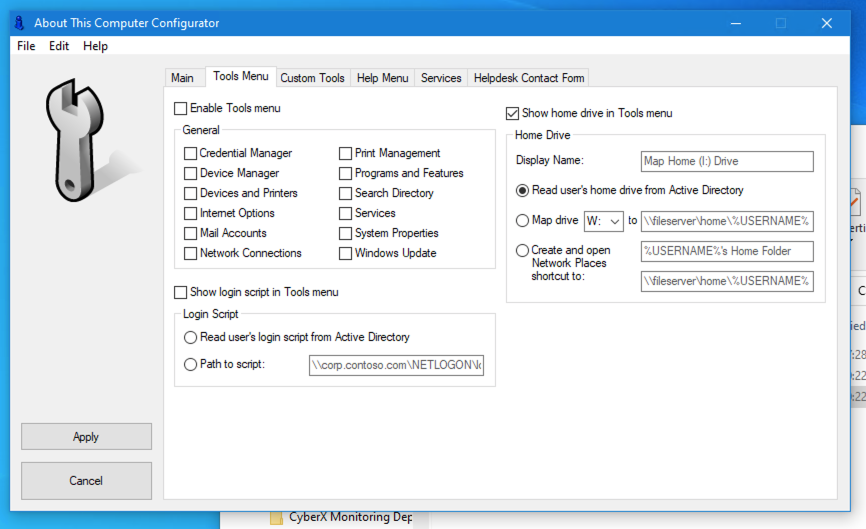 About This Computer Configurator
File Edit Help
Main Tools Menu Custom Tools Help Menu Services Helpdesk Contact Form
Enable Tools menu
General
Credential Manager
Device Manager
Devices and Printers
Internet Options
Mail Accounts
Network Connections
Print Management
Programs and Features
Search Directory
Services
System Properties
Windows Update
Show login script in Tools menu
Login Script
Read user's login script from Active Directory
Path to script: \\corp.contoso.com\NETLOGON\lo
Show home drive in Tools menu
Home Drive
Display Name: Map Home (I:) Drive
Read user's home drive from Active Directory
Map drive W: to \\fileserver\home\%USERNAME%
Create and open
Network Places
shortcut to:
%USERNAME%'s Home Folder
\\fileserver\home\%USERNAME%
Apply
Cancel
CyberX Monitoring Dep